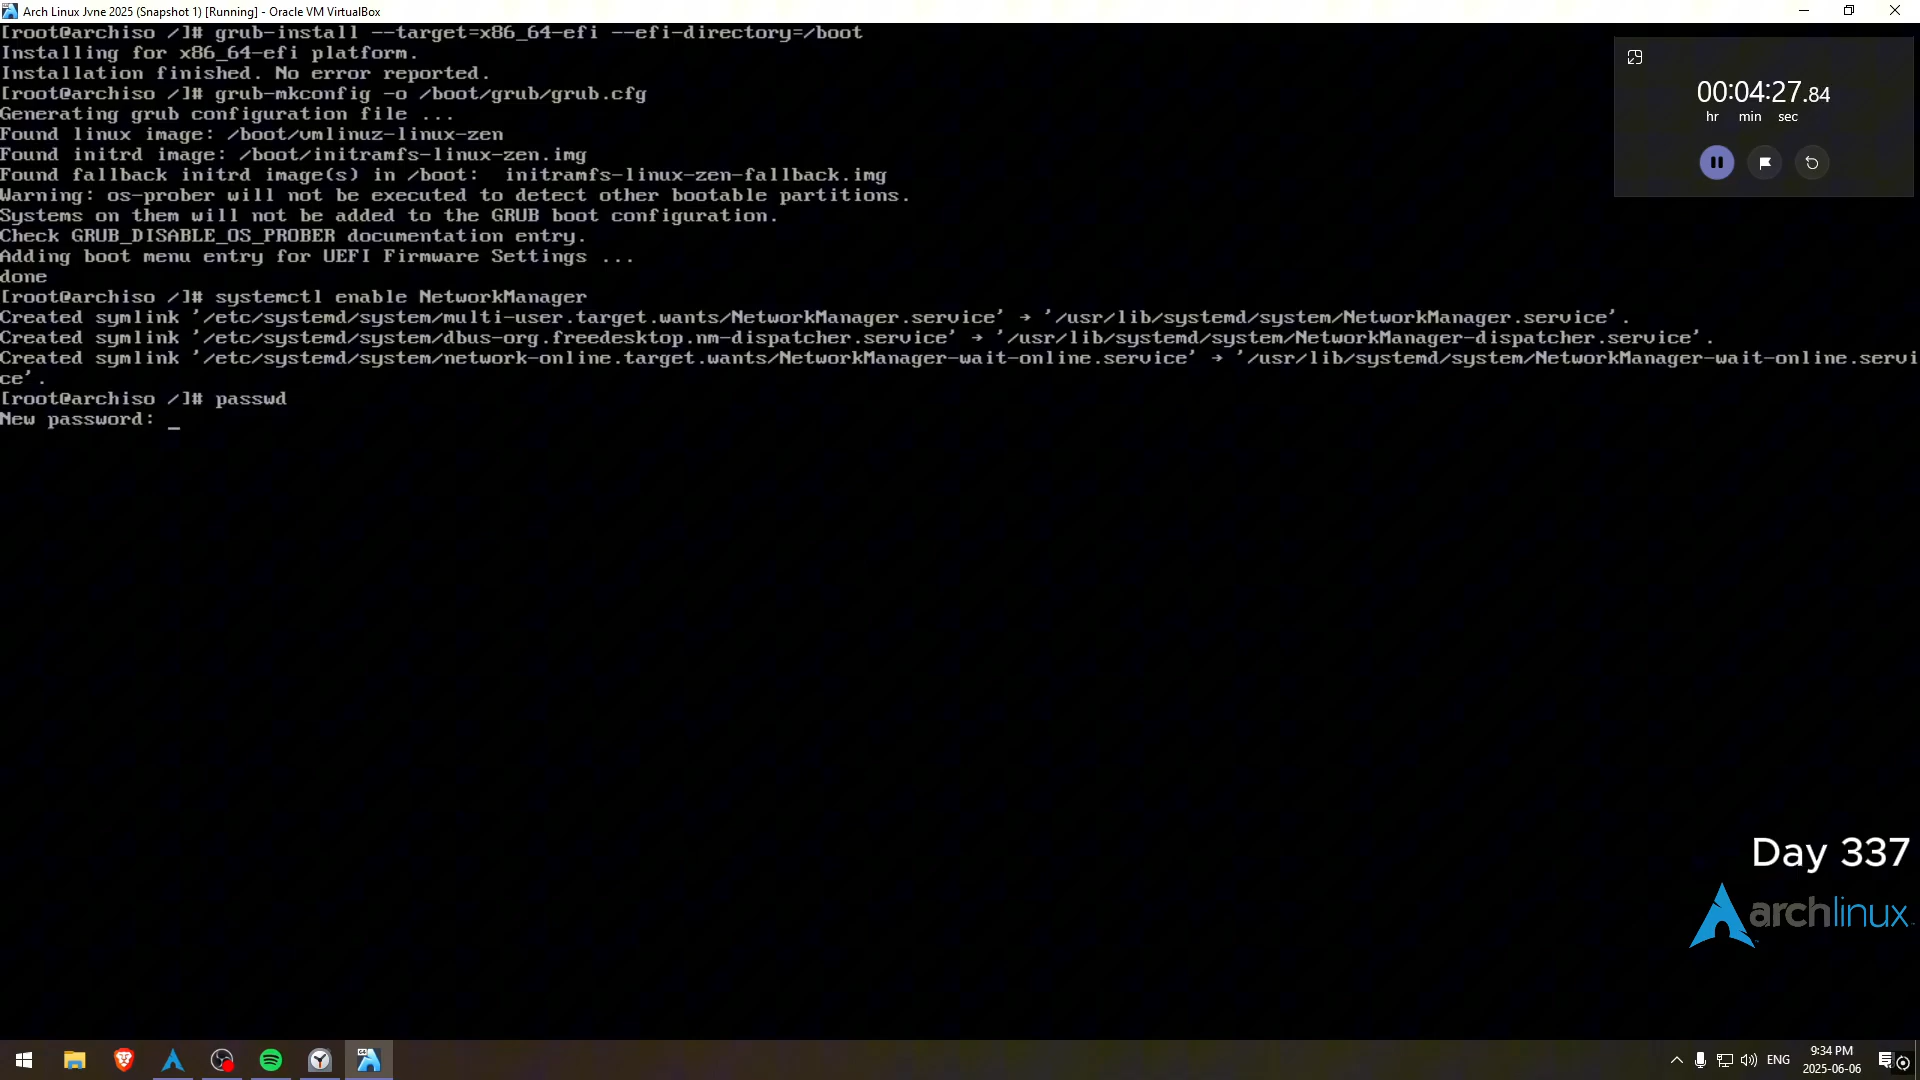 Arch Linux Jvne 2025 (Snapshot 1) [Running] - Oracle VM VirtualBox
[root@archiso /]# grub-install --target=x86_64-efi --efi-directory=/boot
Installing for x86_64-efi platform.
Installation finished. No error reported.
[root@archiso /]# grub-mkconfig -o /boot/grub/grub.cfg
Generating grub configuration file ...
Found linux image: /boot/vmlinuz-linux-zen
Found initrd image: /boot/initramfs-linux-zen.img
Found fallback initrd image(s) in /boot:  initramfs-linux-zen-fallback.img
Warning: os-prober will not be executed to detect other bootable partitions.
Systems on them will not be added to the GRUB boot configuration.
Check GRUB_DISABLE_OS_PROBER documentation entry.
Adding boot menu entry for UEFI Firmware Settings ...
done
[root@archiso /]# systemctl enable NetworkManager
Created symlink '/etc/systemd/system/multi-user.target.wants/NetworkManager.service' → '/usr/lib/systemd/system/NetworkManager.service'.
Created symlink '/etc/systemd/system/dbus-org.freedesktop.nm-dispatcher.service' → '/usr/lib/systemd/system/NetworkManager-dispatcher.service'.
Created symlink '/etc/systemd/system/network-online.target.wants/NetworkManager-wait-online.service' → '/usr/lib/systemd/system/NetworkManager-wait-online.servi
ce'.
[root@archiso /]# passwd
New password: _
00:04:27.84
hr min sec
Day 337
archlinux
ENG
9:34 PM
2025-06-06